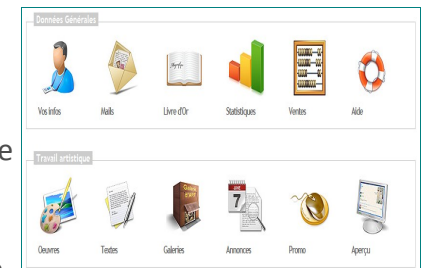 Données Générales
Vos infos Mails Livre d'Or Statistiques Ventes Aide
e
Travail artistique
Oeuvres Textes Galeries Annonces Promo Aperçu